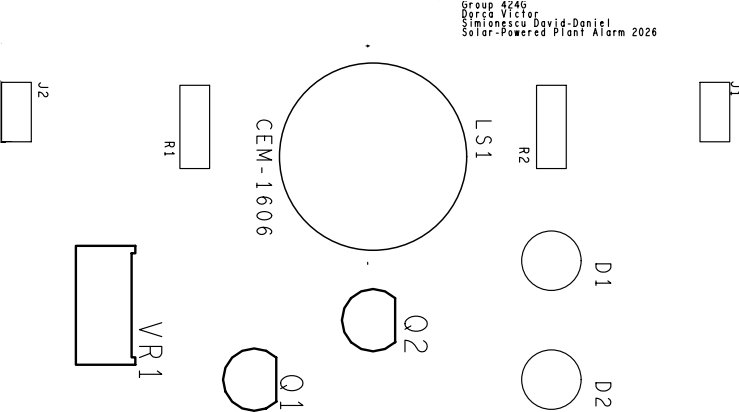 Group 424G
Dorça Victor
Simionescu David-Daniel
Solar-Powered Plant Alarm 2026
J2
R1
CEM-1606
LS1
R2
J1
D1
VR1
Q2
Q1
D2